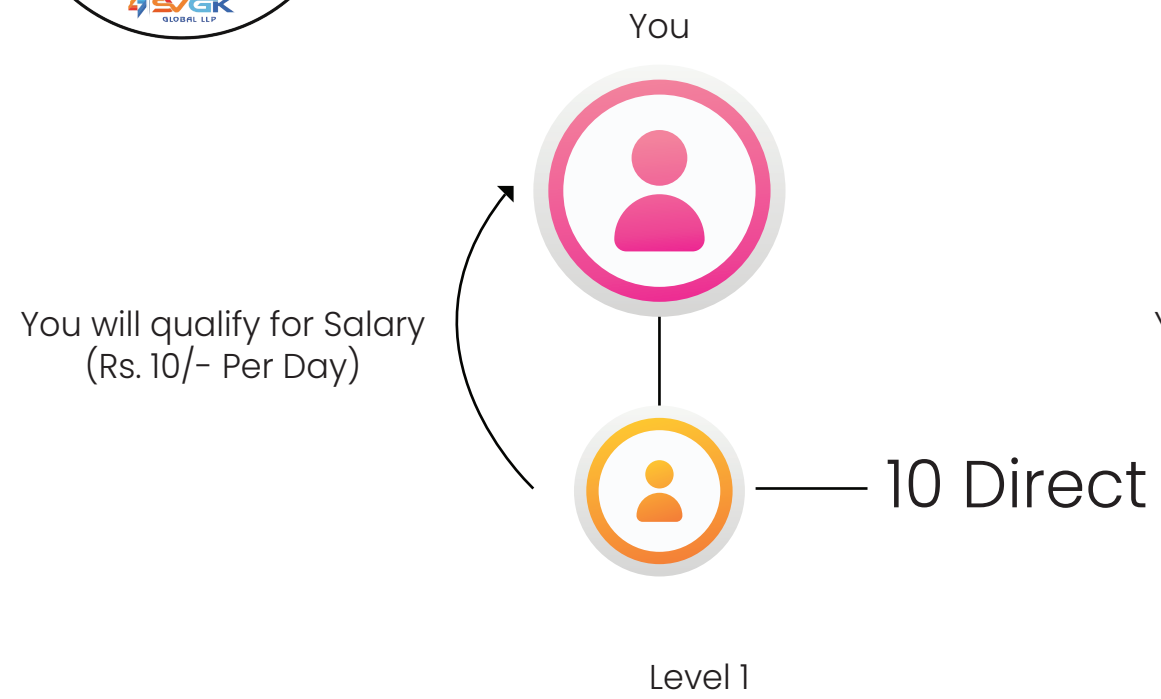 SVGK
GLOBAL LLP
You
You will qualify for Salary
(Rs. 10/- Per Day)
10 Direct
Level 1